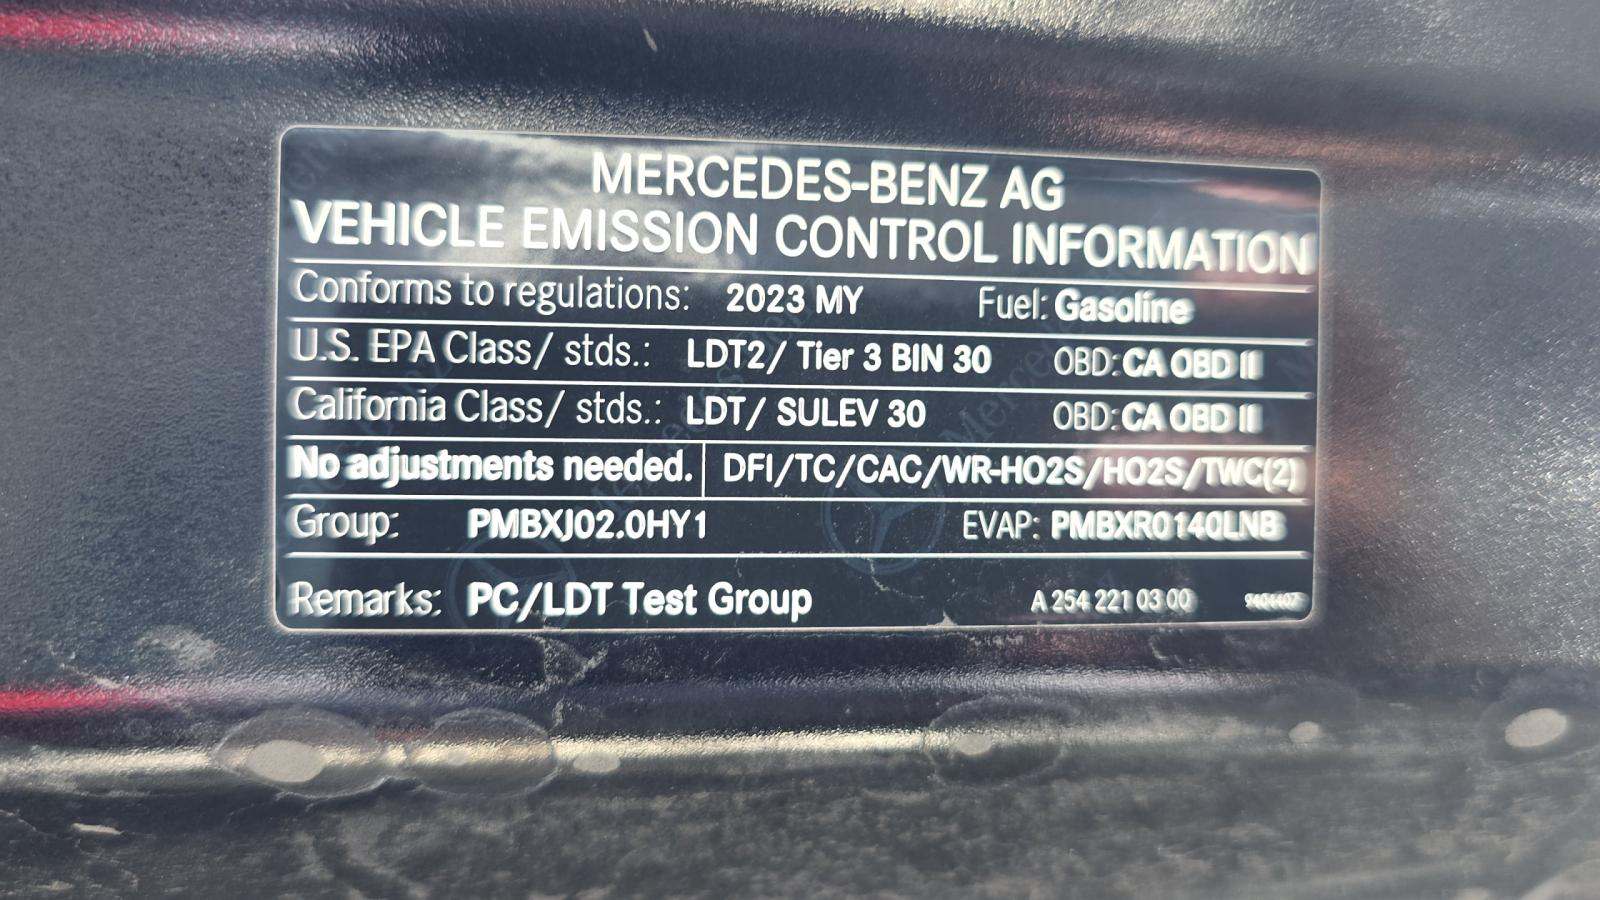 MERCEDES-BENZ AG
VEHICLE EMISSION CONTROL INFORMATION
Conforms to regulations: 2023 MY Fuel: Gasoline
U.S. EPA Class/ stds.: LDT2/ Tier 3 BIN 30 OBD: CA OBD II
California Class/ stds.: LDT/ SULEV 30 OBD: CA OBD II
No adjustments needed. DFI/TC/CAC/WR-HO2S/HO2S/TWC(2)
Group: PMBXJ02.0HY1 EVAP: PMBXR0140LNB
Remarks: PC/LDT Test Group A 254 221 03 00